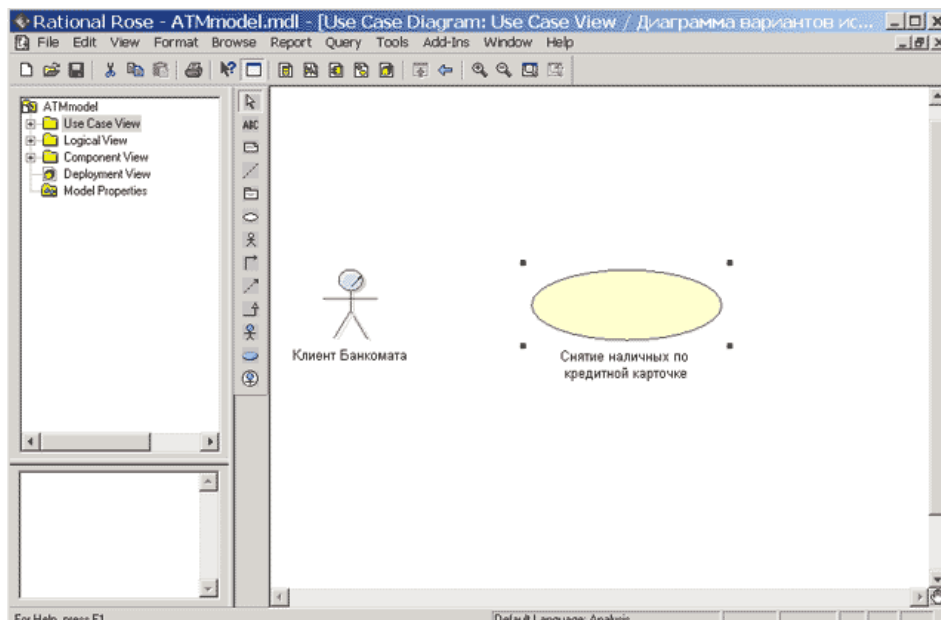 Rational Rose - ATMmodel.mdl - [Use Case Diagram: Use Case View / Диаграмма вариантов ис...
File Edit View Format Browse Report Query Tools Add-Ins Window Help
ATMmodel
Use Case View
Logical View
Component View
Deployment View
Model Properties
ABC
Клиент Банкомата
Снятие наличных по
кредитной карточке
For Help, press F1
Default Language: Analysis